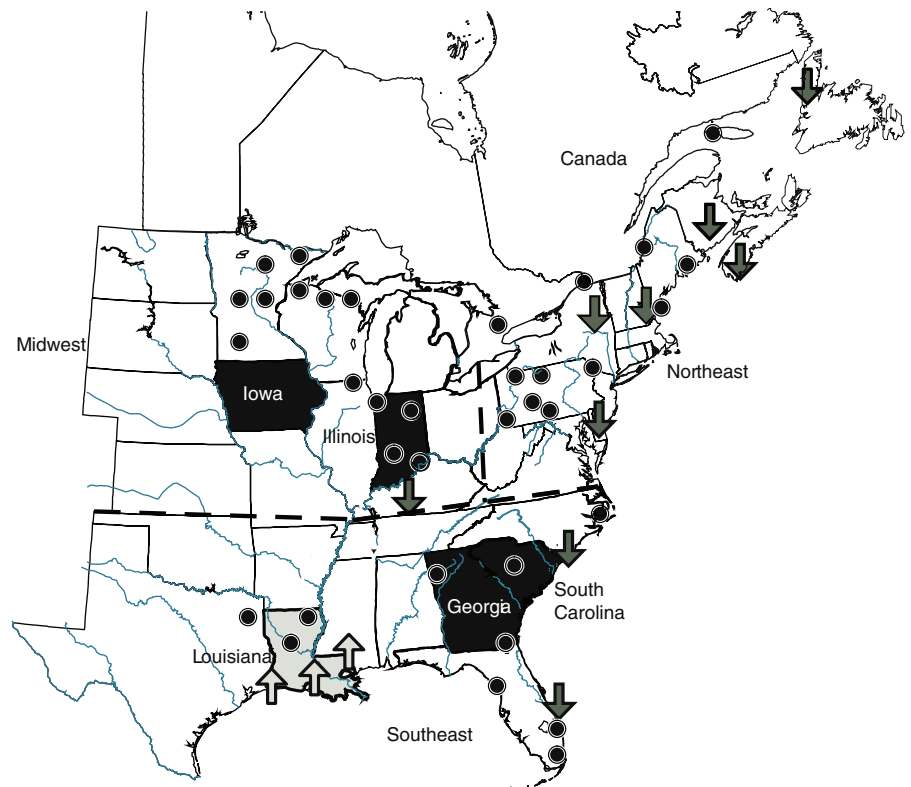 Canada
Midwest
Northeast
Iowa
Illinois
South
Carolina
Georgia
Louisiana
Southeast